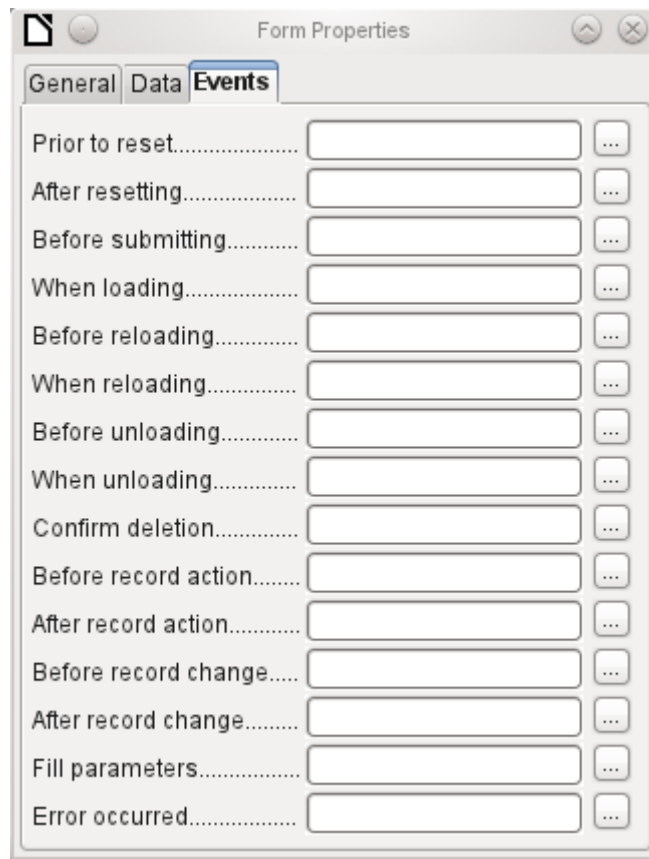 Form Properties
General Data Events
Prior to reset.................... ...
After resetting................... ...
Before submitting............ ...
When loading................... ...
Before reloading.............. ...
When reloading............... ...
Before unloading............. ...
When unloading.............. ...
Confirm deletion.............. ...
Before record action........ ...
After record action............ ...
Before record change..... ...
After record change......... ...
Fill parameters................. ...
Error occurred.................. ...